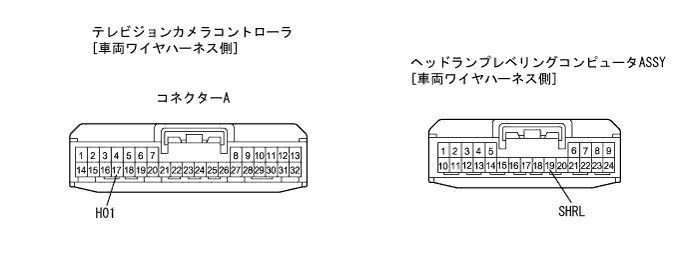 テレビジョンカメラコントローラ
[車両ワイヤハーネス側]
コネクターA
1 2 3 4 5 6 7 8 9 10 11 12 13
14 15 16 17 18 19 20 21 22 23 24 25 26 27 28 29 30 31 32
H01
ヘッドランプレベリングコンピュータASSY
[車両ワイヤハーネス側]
1 2 3 4 5 6 7 8 9
10 11 12 13 14 15 16 17 18 19 20 21 22 23 24
SHRL